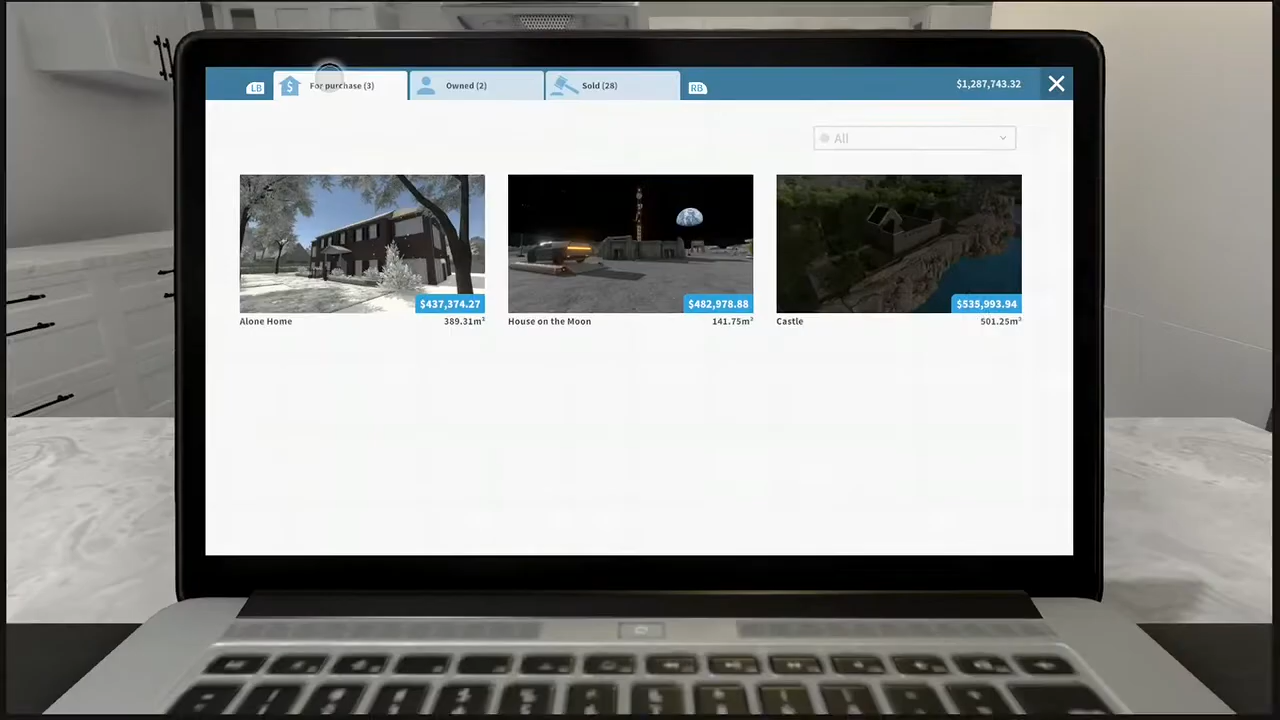 LB
For purchase (3)
Owned (2)
Sold (28)
RB
$1,287,743.32
All
$437,374.27
$482,978.88
$535,993.94
Alone Home
389.31m²
House on the Moon
141.75m²
Castle
501.25m²